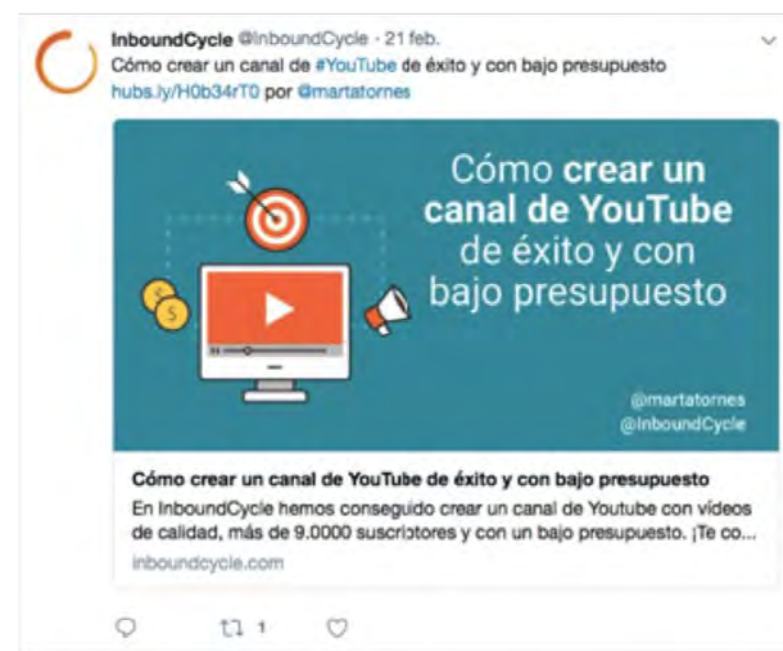 InboundCycle @InboundCycle · 21 feb.
Cómo crear un canal de #YouTube de éxito y con bajo presupuesto
hubs.ly/H0b34rT0 por @martatornes
Cómo crear un
canal de YouTube
de éxito y con
bajo presupuesto
$
$
@martatornes
@InboundCycle
Cómo crear un canal de YouTube de éxito y con bajo presupuesto
En InboundCycle hemos conseguido crear un canal de Youtube con vídeos
de calidad, más de 9.0000 suscriptores y con un bajo presupuesto. ¡Te co...
inboundcycle.com
1